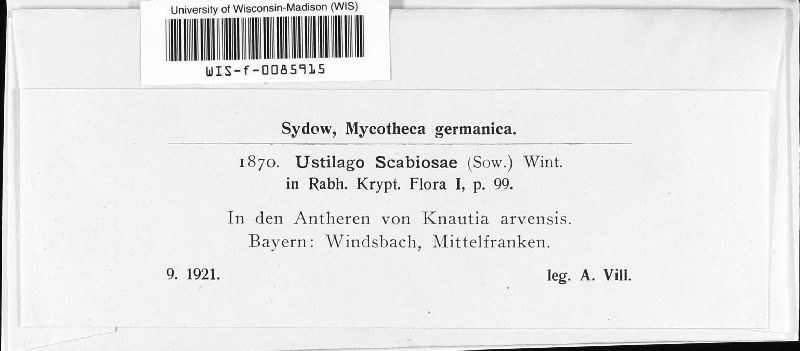 University of Wisconsin-Madison (WIS)
WIS-f-0085915
Sydow, Mycotheca germanica.
1870. Ustilago Scabiosae (Sow.) Wint.
in Rabh. Krypt. Flora I, p. 99.
In den Antheren von Knautia arvensis.
Bayern: Windsbach, Mittelfranken.
9. 1921. leg. A. Vill.